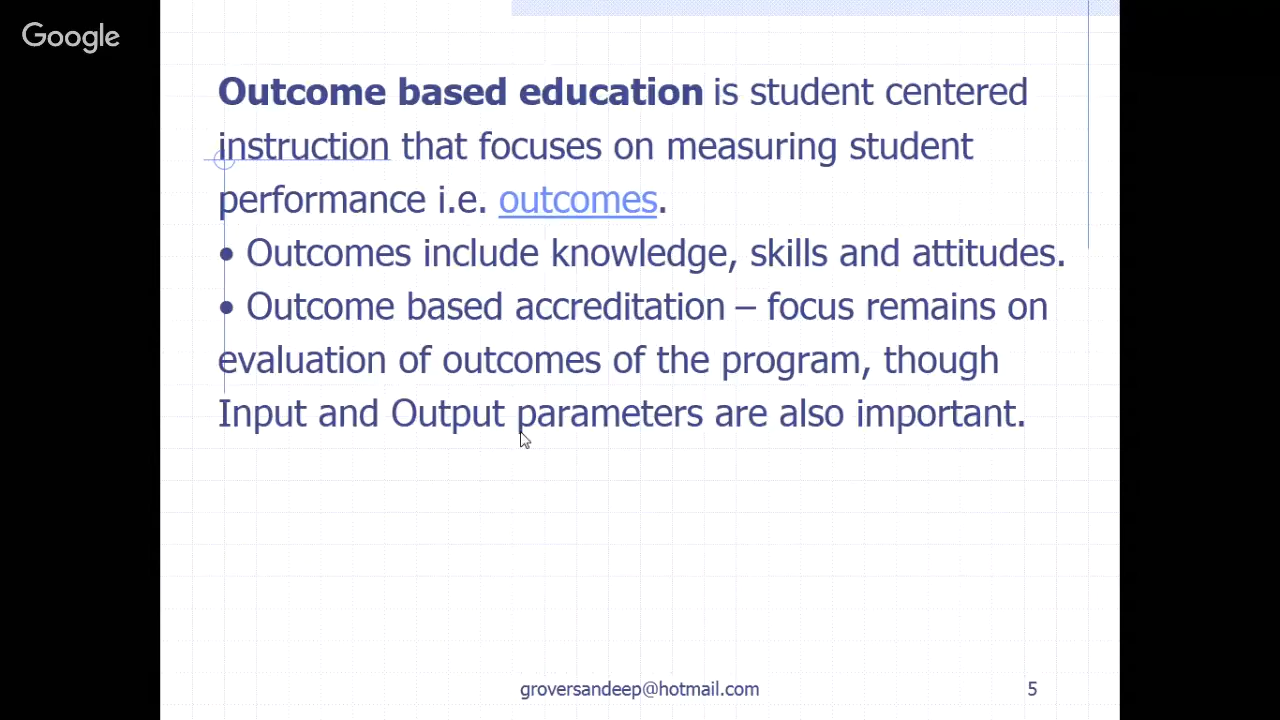 Google
Outcome based education is student centered
instruction that focuses on measuring student
performance i.e. outcomes.
• Outcomes include knowledge, skills and attitudes.
• Outcome based accreditation – focus remains on
evaluation of outcomes of the program, though
Input and Output parameters are also important.
groversandeep@hotmail.com 5